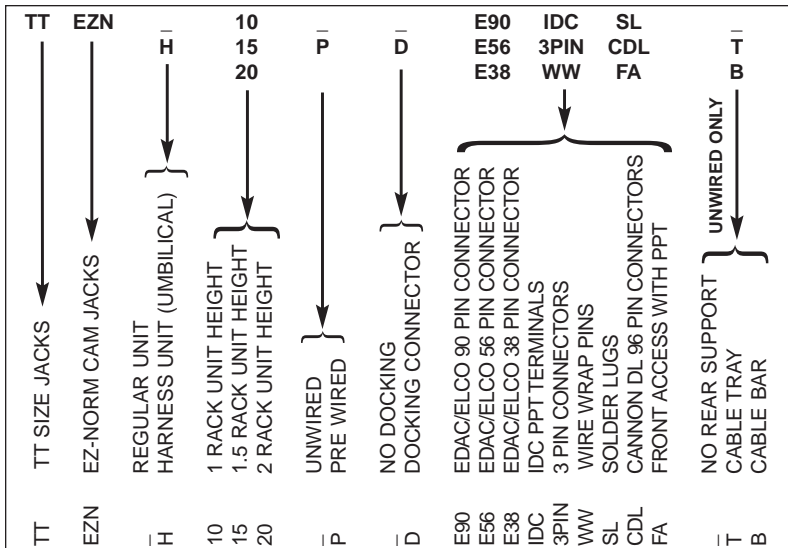 TT EZN _ 10 _ _ E90 IDC SL _
H 15 P D E56 3PIN CDL T
20 E38 WW FA B
UNWIRED ONLY
TT TT SIZE JACKS
EZN EZ-NORM CAM JACKS
_ REGULAR UNIT
H HARNESS UNIT (UMBILICAL)
10 1 RACK UNIT HEIGHT
15 1.5 RACK UNIT HEIGHT
20 2 RACK UNIT HEIGHT
_ UNWIRED
P PRE WIRED
_ NO DOCKING
D DOCKING CONNECTOR
E90 EDAC/ELCO 90 PIN CONNECTOR
E56 EDAC/ELCO 56 PIN CONNECTOR
E38 EDAC/ELCO 38 PIN CONNECTOR
IDC IDC PPT TERMINALS
3PIN 3 PIN CONNECTORS
WW WIRE WRAP PINS
SL SOLDER LUGS
CDL CANNON DL 96 PIN CONNECTORS
FA FRONT ACCESS WITH PPT
_ NO REAR SUPPORT
T CABLE TRAY
B CABLE BAR